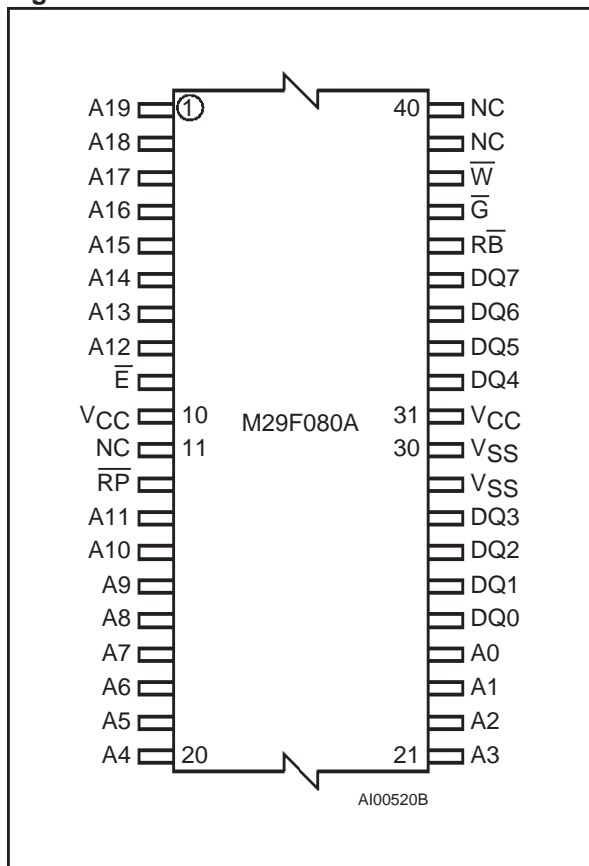 A19 1 40 NC
A18 NC
A17 W̅
A16 G̅
A15 RB̅
A14 DQ7
A13 DQ6
A12 DQ5
E̅ DQ4
VCC 10 M29F080A 31 VCC
NC 11 30 VSS
R̅P̅ VSS
A11 DQ3
A10 DQ2
A9 DQ1
A8 DQ0
A7 A0
A6 A1
A5 A2
A4 20 21 A3
AI00520B